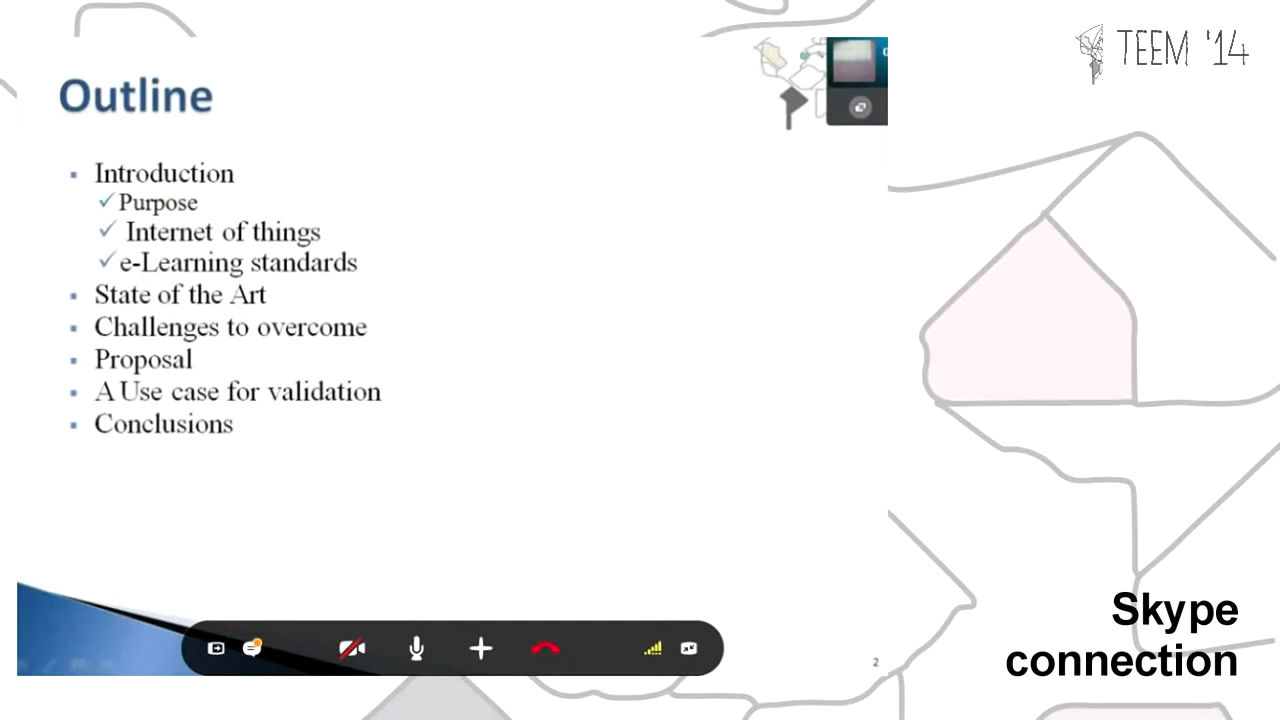 TEEM '14
Outline
Introduction
Purpose
Internet of things
e-Learning standards
State of the Art
Challenges to overcome
Proposal
A Use case for validation
Conclusions
2
Skype
connection